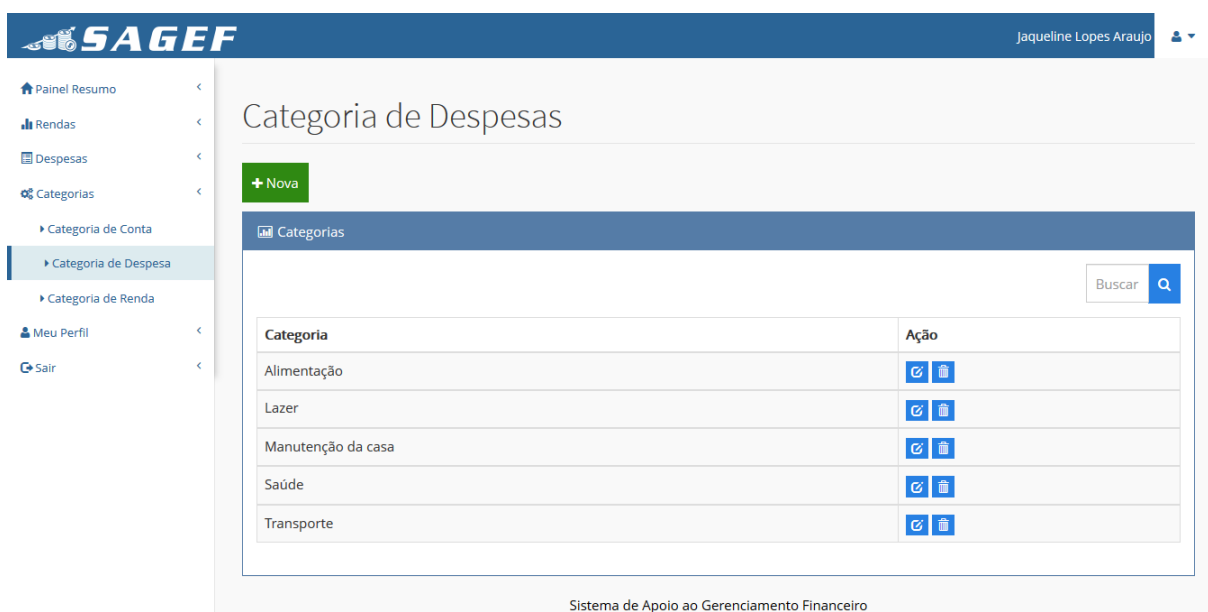 SAGEF
Jaqueline Lopes Araujo
Painel Resumo
Rendas
Despesas
Categorias
Categoria de Conta
Categoria de Despesa
Categoria de Renda
Meu Perfil
Sair
Categoria de Despesas
Nova
Categorias
Buscar
Categoria Ação
Alimentação
Lazer
Manutenção da casa
Saúde
Transporte
Sistema de Apoio ao Gerenciamento Financeiro